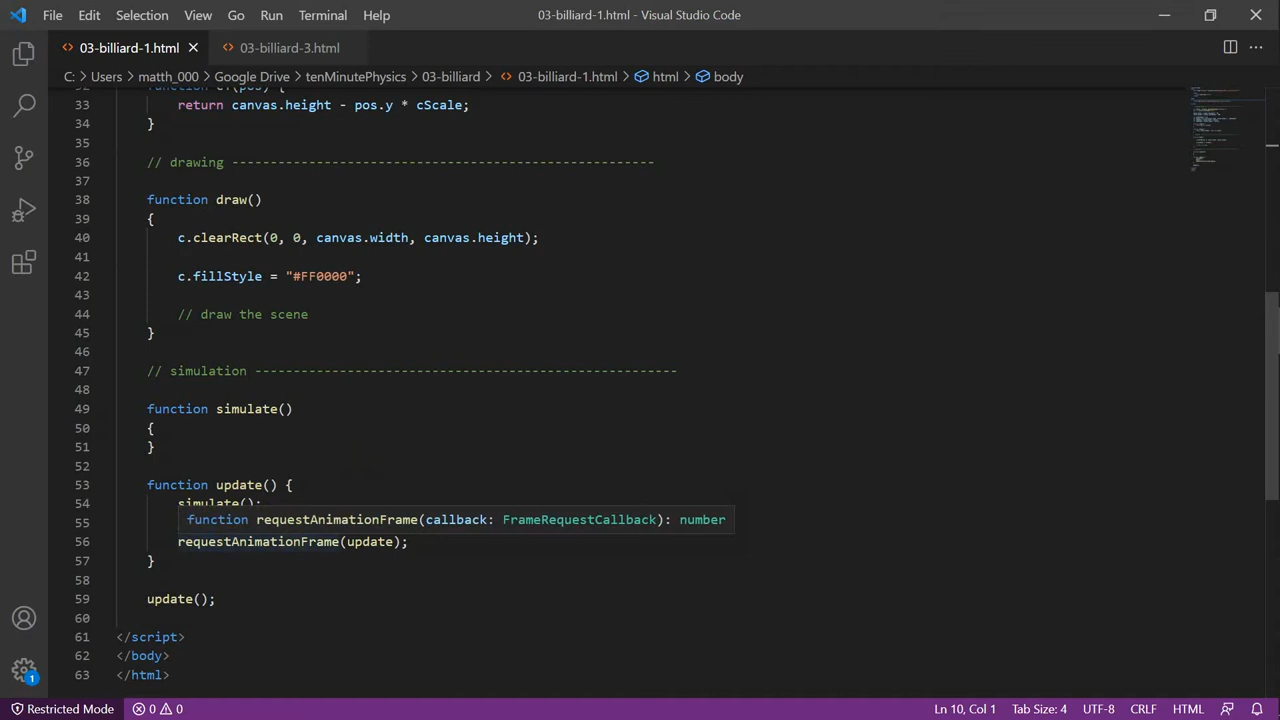 File Edit Selection View Go Run Terminal Help 03-billiard-1.html - Visual Studio Code
03-billiard-1.html 03-billiard-3.html
C: > Users > matth_000 > Google Drive > tenMinutePhysics > 03-billiard > 03-billiard-1.html > html > body
33 return canvas.height - pos.y * cScale;
34 }
35
36 // drawing -------------------------------------------------------
37
38 function draw()
39 {
40 c.clearRect(0, 0, canvas.width, canvas.height);
41
42 c.fillStyle = "#FF0000";
43
44 // draw the scene
45 }
46
47 // simulation -------------------------------------------------------
48
49 function simulate()
50 {
51 }
52
53 function update() {
54 simulate();
function requestAnimationFrame(callback: FrameRequestCallback): number
55
56 requestAnimationFrame(update);
57 }
58
59 update();
60
61 </script>
62 </body>
63 </html>
1
Restricted Mode 0 0 Ln 10, Col 1 Tab Size: 4 UTF-8 CRLF HTML